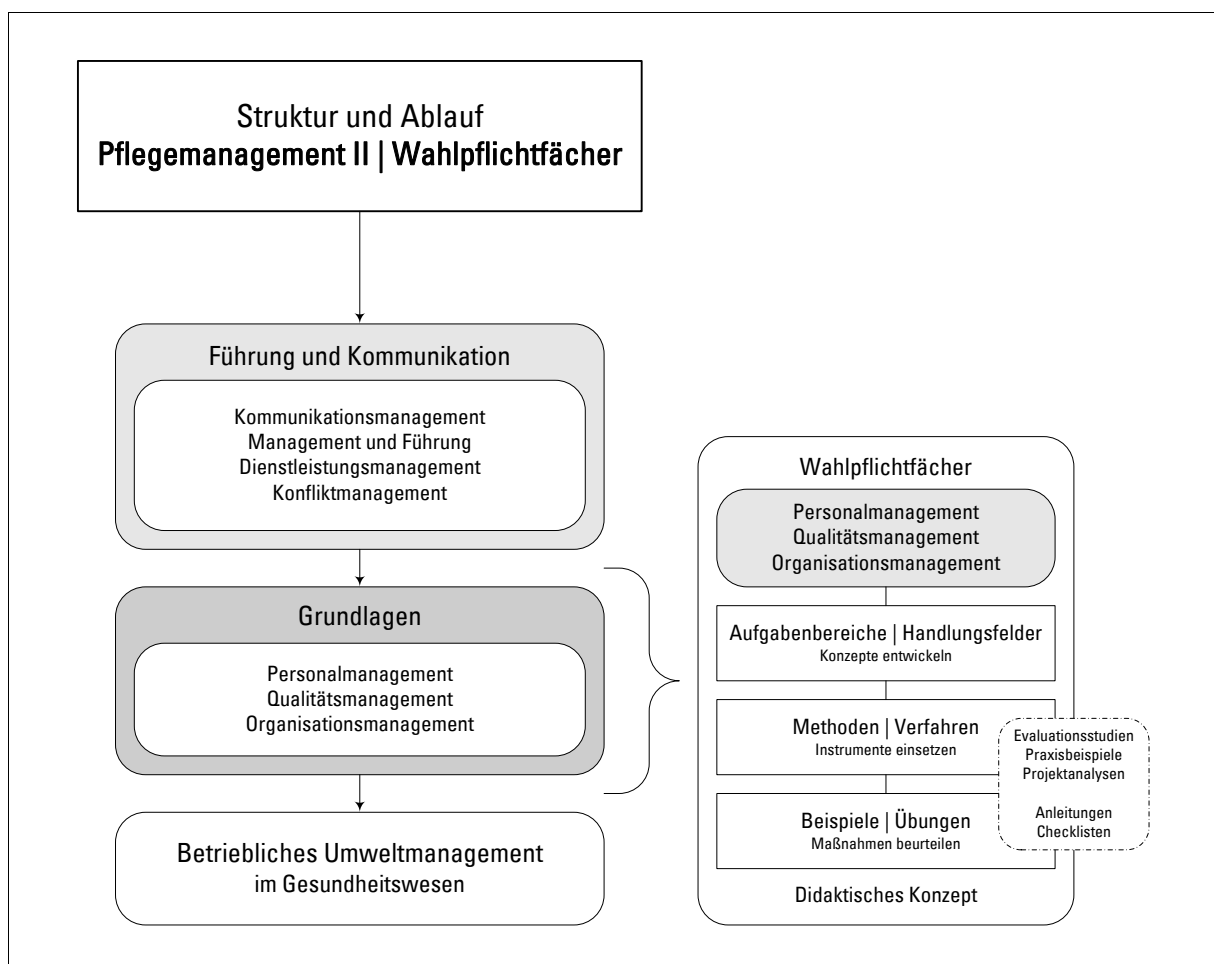 Struktur und Ablauf
Pflegemanagement II | Wahlpflichtfächer
Führung und Kommunikation
Kommunikationsmanagement
Management und Führung
Dienstleistungsmanagement
Konfliktmanagement
Grundlagen
Personalmanagement
Qualitätsmanagement
Organisationsmanagement
Betriebliches Umweltmanagement
im Gesundheitswesen
Wahlpflichtfächer
Personalmanagement
Qualitätsmanagement
Organisationsmanagement
Aufgabenbereiche | Handlungsfelder
Konzepte entwickeln
Methoden | Verfahren
Instrumente einsetzen
Beispiele | Übungen
Maßnahmen beurteilen
Didaktisches Konzept
Evaluationsstudien
Praxisbeispiele
Projektanalysen
Anleitungen
Checklisten